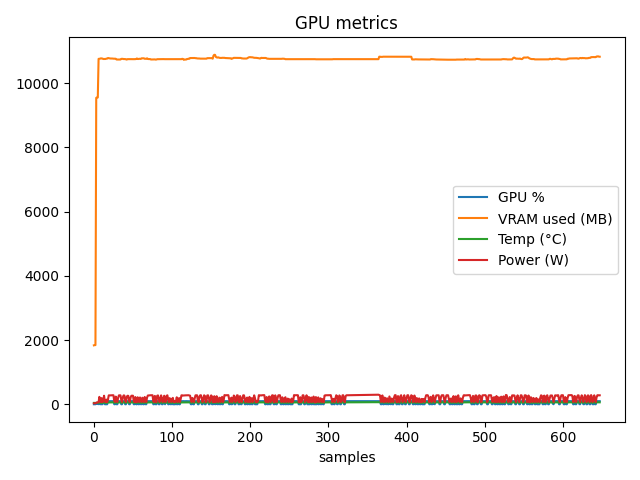 GPU metrics
10000
8000
6000
4000
2000
0
GPU %
VRAM used (MB)
Temp (°C)
Power (W)
0 100 200 300 400 500 600
samples